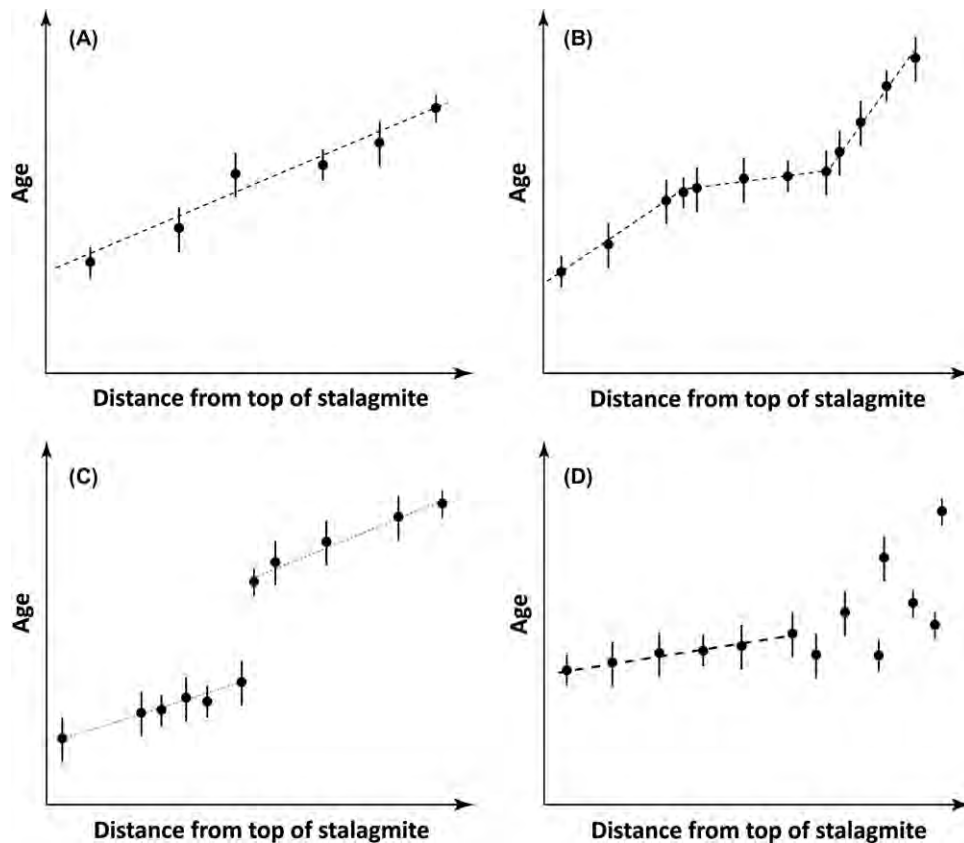 (A)
Age
Distance from top of stalagmite
(B)
Age
Distance from top of stalagmite
(C)
Age
Distance from top of stalagmite
(D)
Age
Distance from top of stalagmite